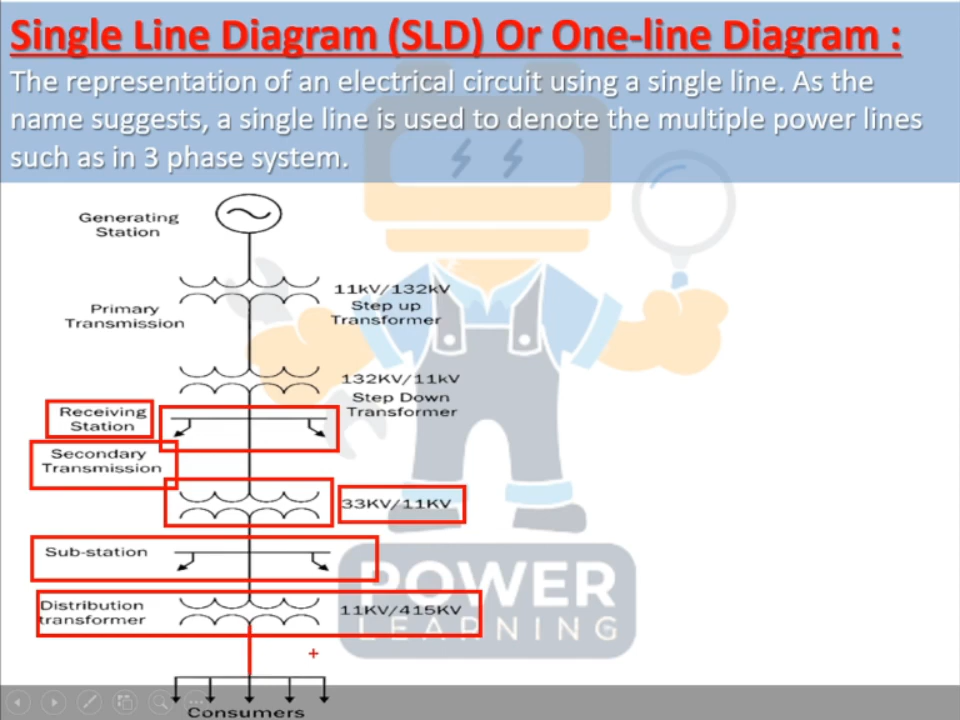 Single Line Diagram (SLD) Or One-line Diagram :
The representation of an electrical circuit using a single line. As the
name suggests, a single line is used to denote the multiple power lines
such as in 3 phase system.
Generating
Station
11kV/132kV
Step up
Transformer
Primary
Transmission
132KV/11kV
Step Down
Transformer
Receiving
Station
Secondary
Transmission
33KV/11KV
Sub-station
Distribution
transformer
11KV/415KV
Consumers
POWER
LEARNING